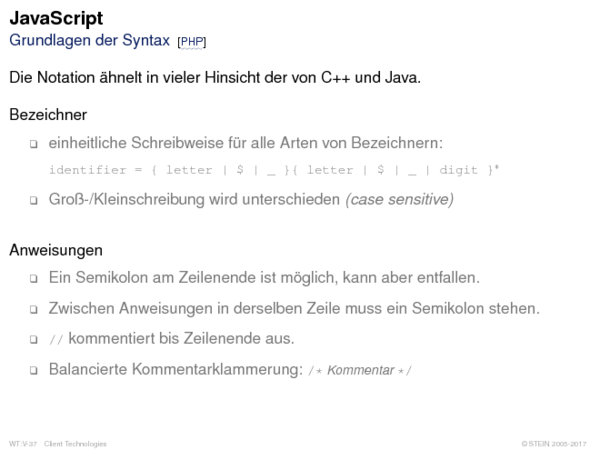 JavaScript
Grundlagen der Syntax [PHP]
Die Notation ähnelt in vieler Hinsicht der von C++ und Java.
Bezeichner
❑ einheitliche Schreibweise für alle Arten von Bezeichnern:
identifier = { letter | $ | _ }{ letter | $ | _ | digit }*
❑ Groß-/Kleinschreibung wird unterschieden (case sensitive)
Anweisungen
❑ Ein Semikolon am Zeilenende ist möglich, kann aber entfallen.
❑ Zwischen Anweisungen in derselben Zeile muss ein Semikolon stehen.
❑ // kommentiert bis Zeilenende aus.
❑ Balancierte Kommentarklammerung: /* Kommentar */
WT:V-37 Client Technologies © STEIN 2005-2017